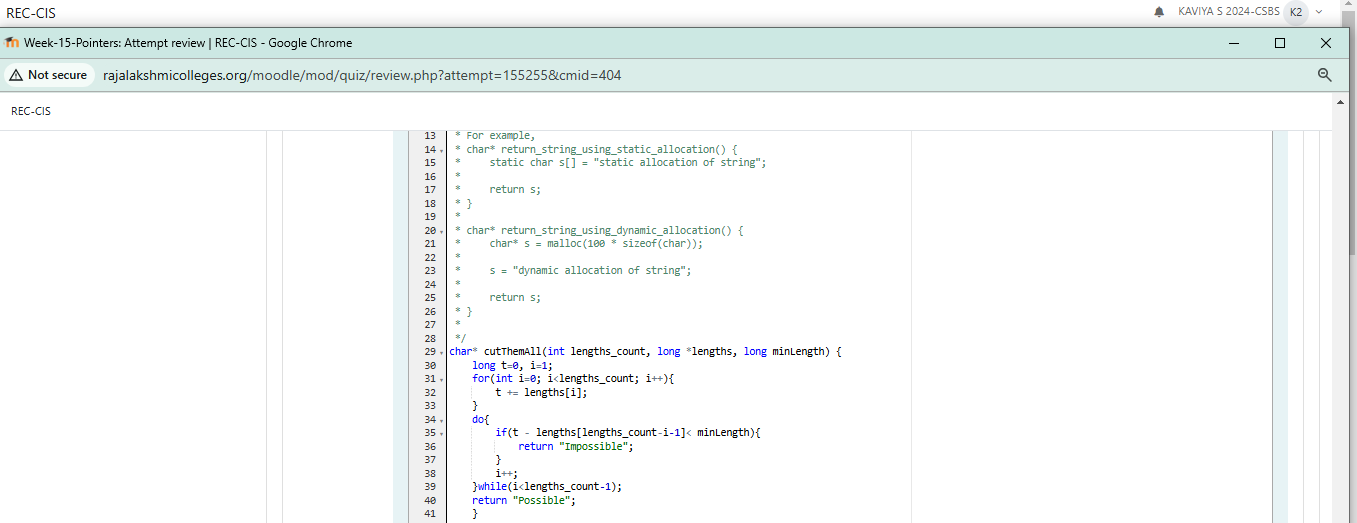 REC-CIS
KAVIYA S 2024-CSBS K2
Week-15-Pointers: Attempt review | REC-CIS - Google Chrome
Not secure rajalakshmicolleges.org/moodle/mod/quiz/review.php?attempt=155255&cmid=404
REC-CIS
13 * For example,
14 * char* return_string_using_static_allocation() {
15 *     static char s[] = "static allocation of string";
16 *
17 *     return s;
18 * }
19 *
20 * char* return_string_using_dynamic_allocation() {
21 *     char* s = malloc(100 * sizeof(char));
22 *
23 *     s = "dynamic allocation of string";
24 *
25 *     return s;
26 * }
27 *
28 */
29 char* cutThemAll(int lengths_count, long *lengths, long minLength) {
30     long t=0, i=1;
31     for(int i=0; i<lengths_count; i++){
32         t += lengths[i];
33     }
34     do{
35         if(t - lengths[lengths_count-i-1]< minLength){
36             return "Impossible";
37         }
38         i++;
39     }while(i<lengths_count-1);
40     return "Possible";
41     }